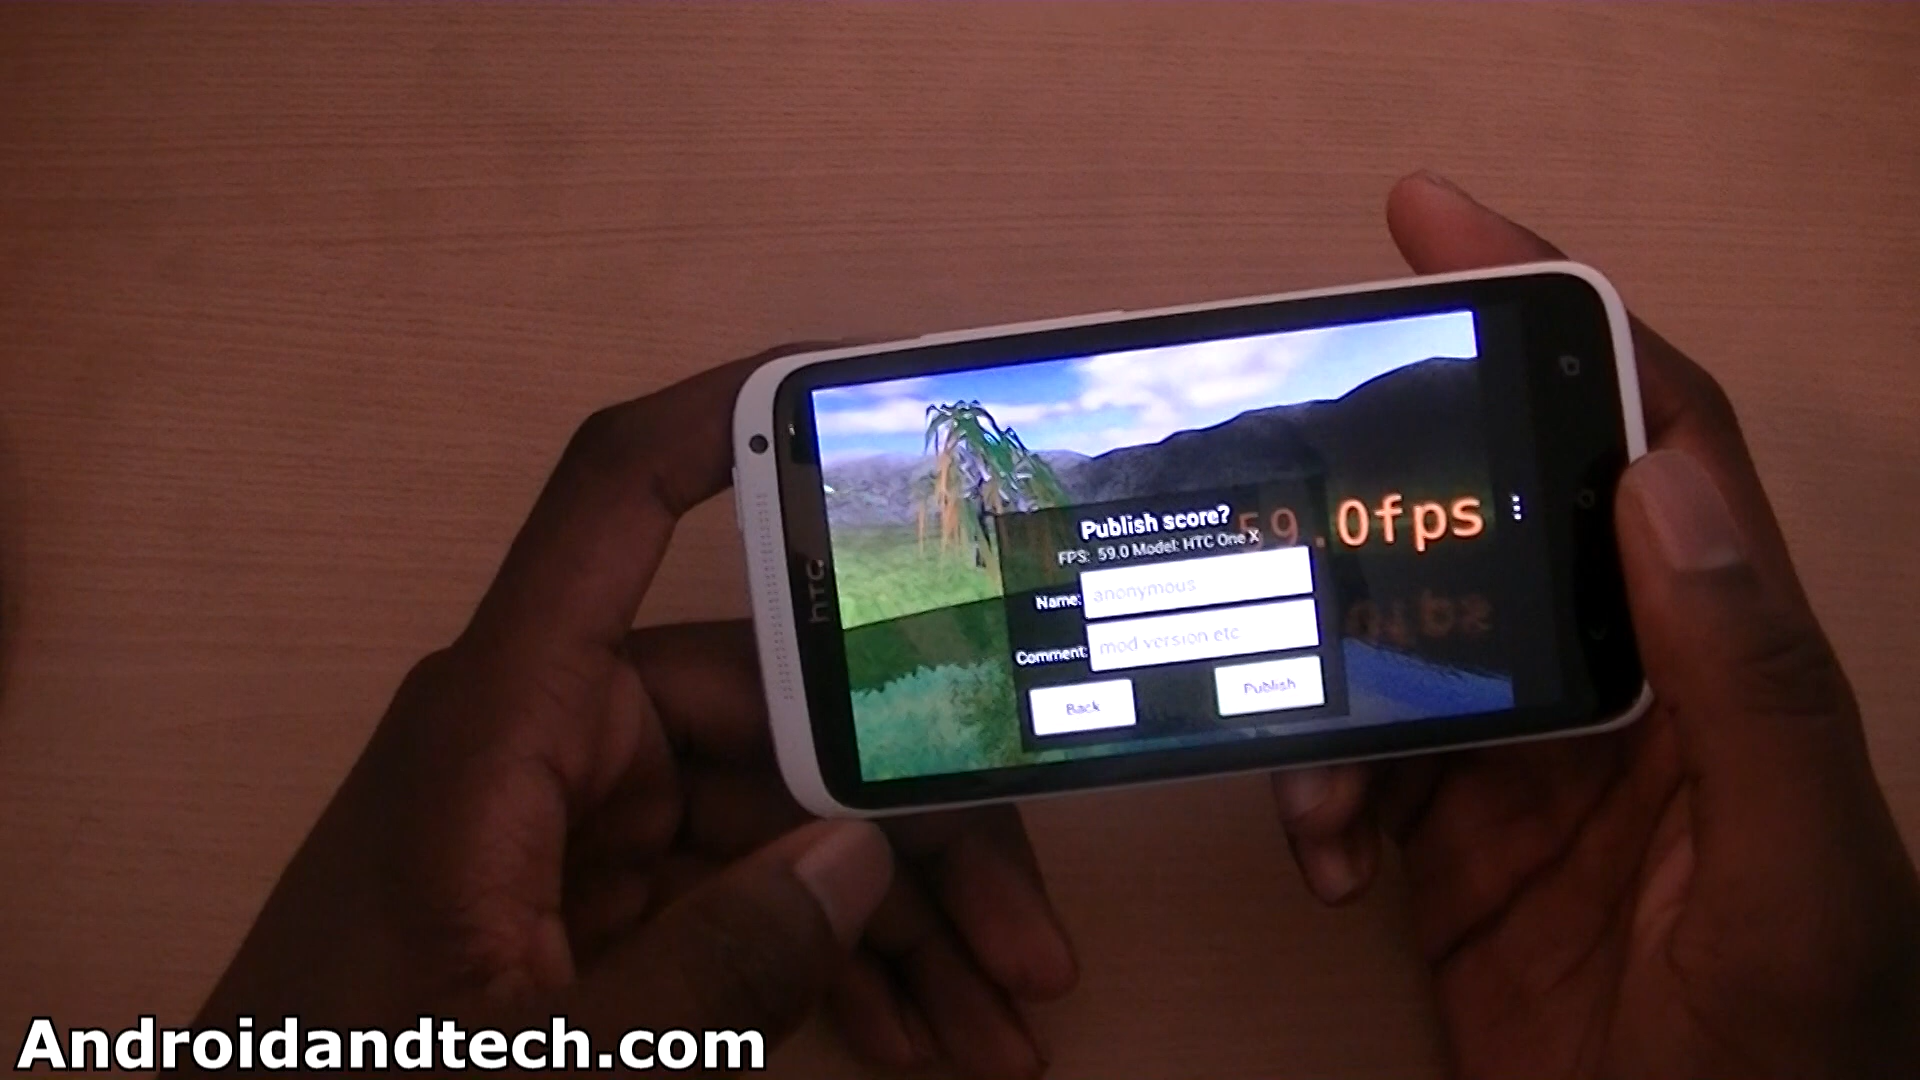 Publish score?
FPS: 59.0 Model: HTC One X
59.0fps
Name: anonymous
Comment: mod version etc
Back
Publish
hTC
Androidandtech.com